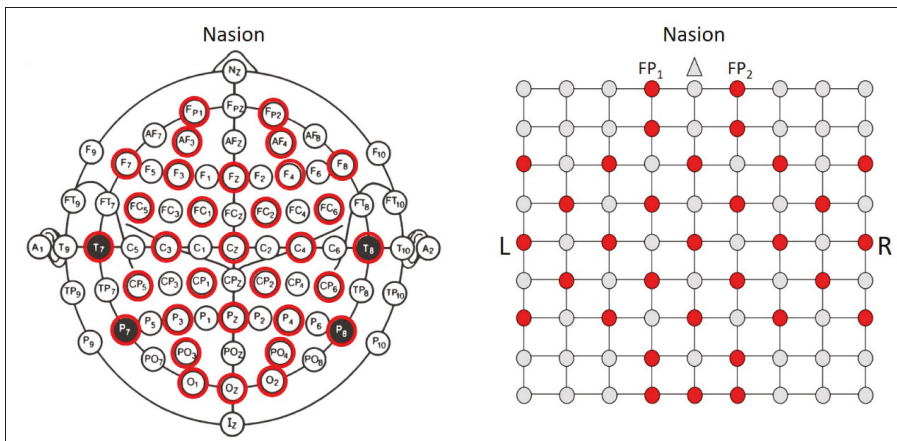 Nasion
Nasion
FP1
FP2
NZ
FP1
FPZ
FP2
AF7
AF3
AFZ
AF4
AF8
F9
F7
F5
F3
F1
FZ
F2
F4
F6
F8
F10
FT9
FT7
FC5
FC3
FC1
FCZ
FC2
FC4
FC6
FT8
FT10
A1
T9
T7
C5
C3
C1
CZ
C2
C4
C6
T8
T10
A2
L
R
TP9
TP7
CP5
CP3
CP1
CPZ
CP2
CP4
CP6
TP8
TP10
P9
P7
P5
P3
P1
PZ
P2
P4
P6
P8
P10
PO7
PO3
POZ
PO4
PO8
O1
OZ
O2
IZ